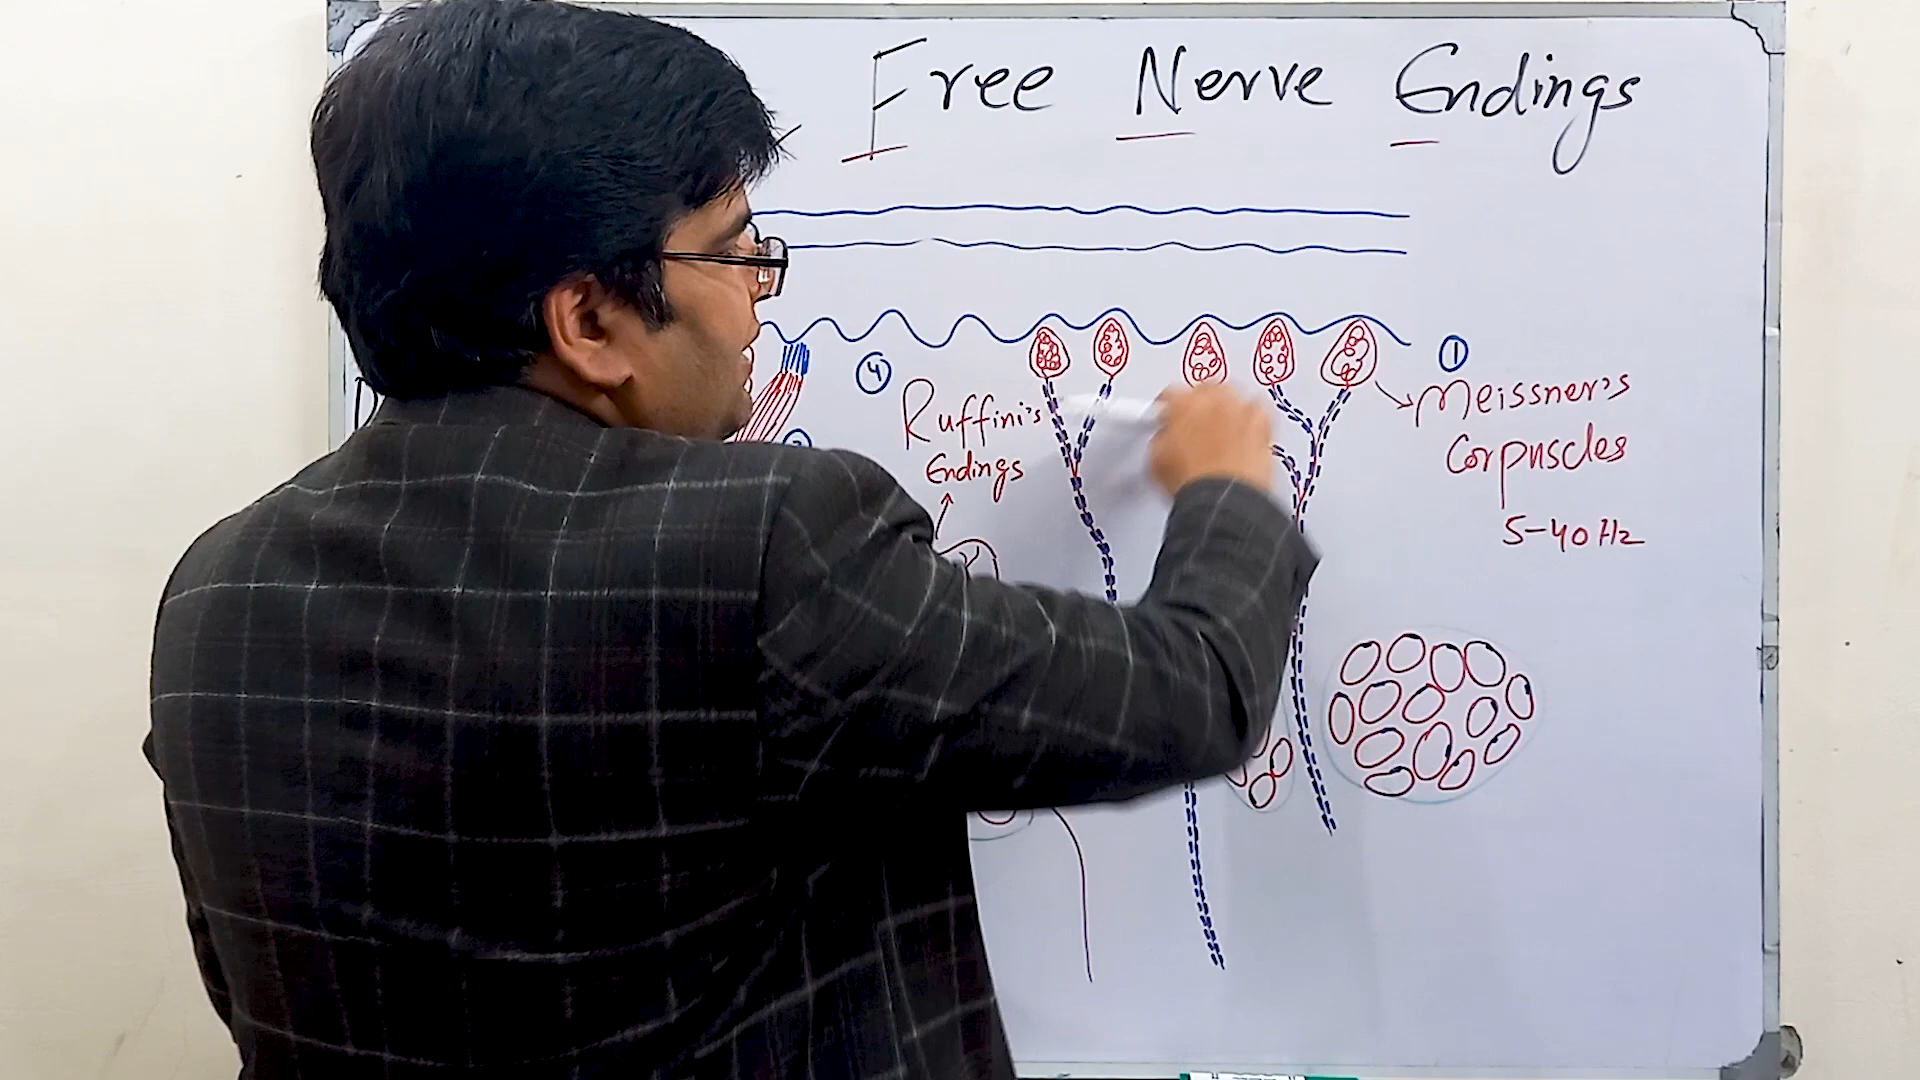 Free Nerve Endings
①
④
Ruffini's
Endings
Meissner's
Corpuscles
5-40 Hz